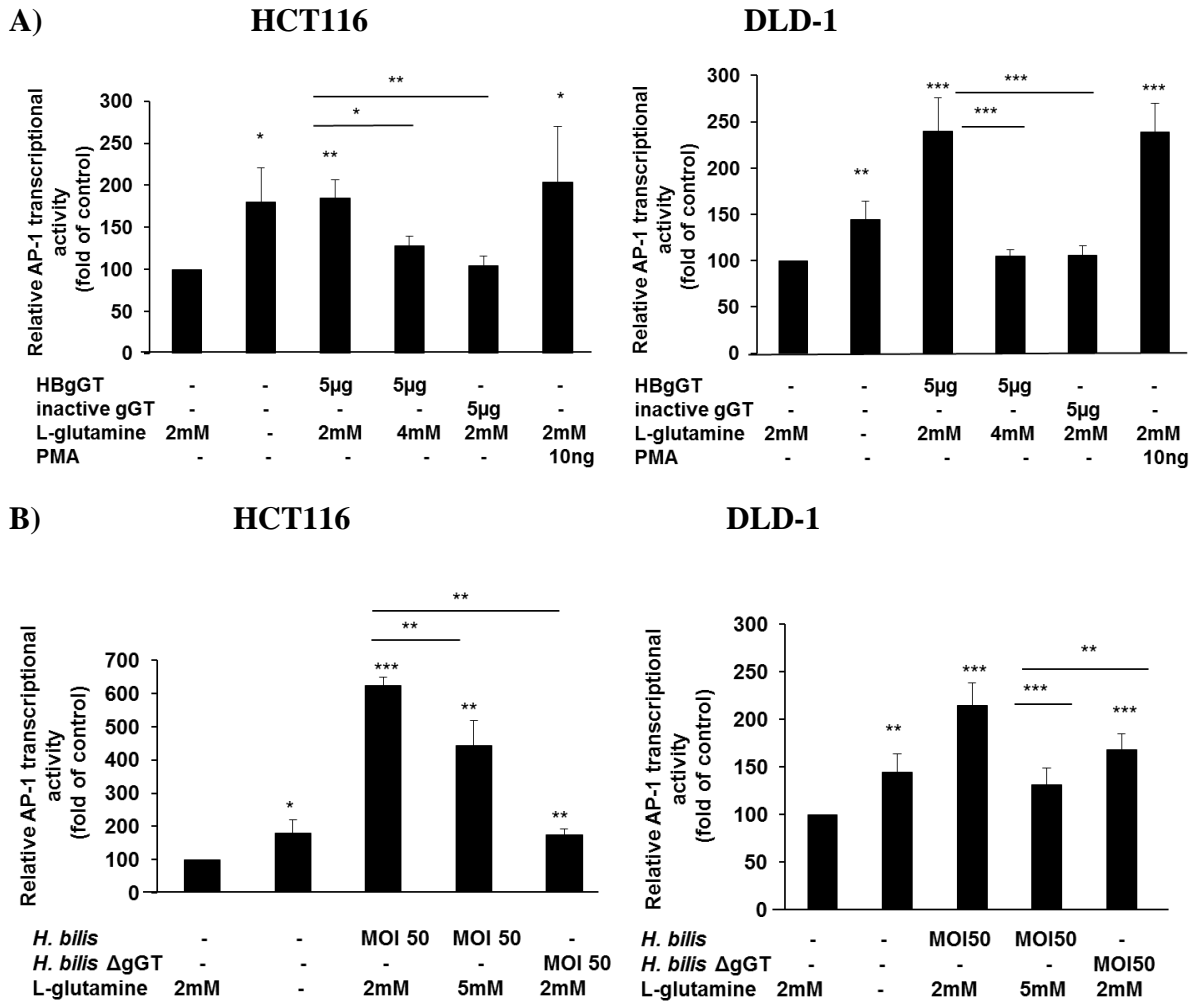 A)
HCT116
DLD-1
Relative AP-1 transcriptional
activity
(fold of control)
300
250
200
150
100
50
0
*
**
*
**
*
*
HBgGT - - 5µg 5µg - -
inactive gGT - - - - 5µg -
L-glutamine 2mM - 2mM 4mM 2mM 2mM
PMA - - - - - 10ng
Relative AP-1 transcriptional
activity
(fold of control)
300
250
200
150
100
50
0
**
***
***
***
***
HBgGT - - 5µg 5µg - -
inactive gGT - - - - 5µg -
L-glutamine 2mM - 2mM 4mM 2mM 2mM
PMA - - - - - 10ng
B)
HCT116
DLD-1
Relative AP-1 transcriptional
activity
(fold of control)
700
600
500
400
300
200
100
0
*
***
**
**
**
**
H. bilis - - MOI 50 MOI 50 -
H. bilis ΔgGT - - - - MOI 50
L-glutamine 2mM - 2mM 5mM 2mM
Relative AP-1 transcriptional
activity
(fold of control)
300
250
200
150
100
50
0
**
***
**
***
***
H. bilis - - MOI50 MOI50 -
H. bilis ΔgGT - - - - MOI50
L-glutamine 2mM - 2mM 5mM 2mM